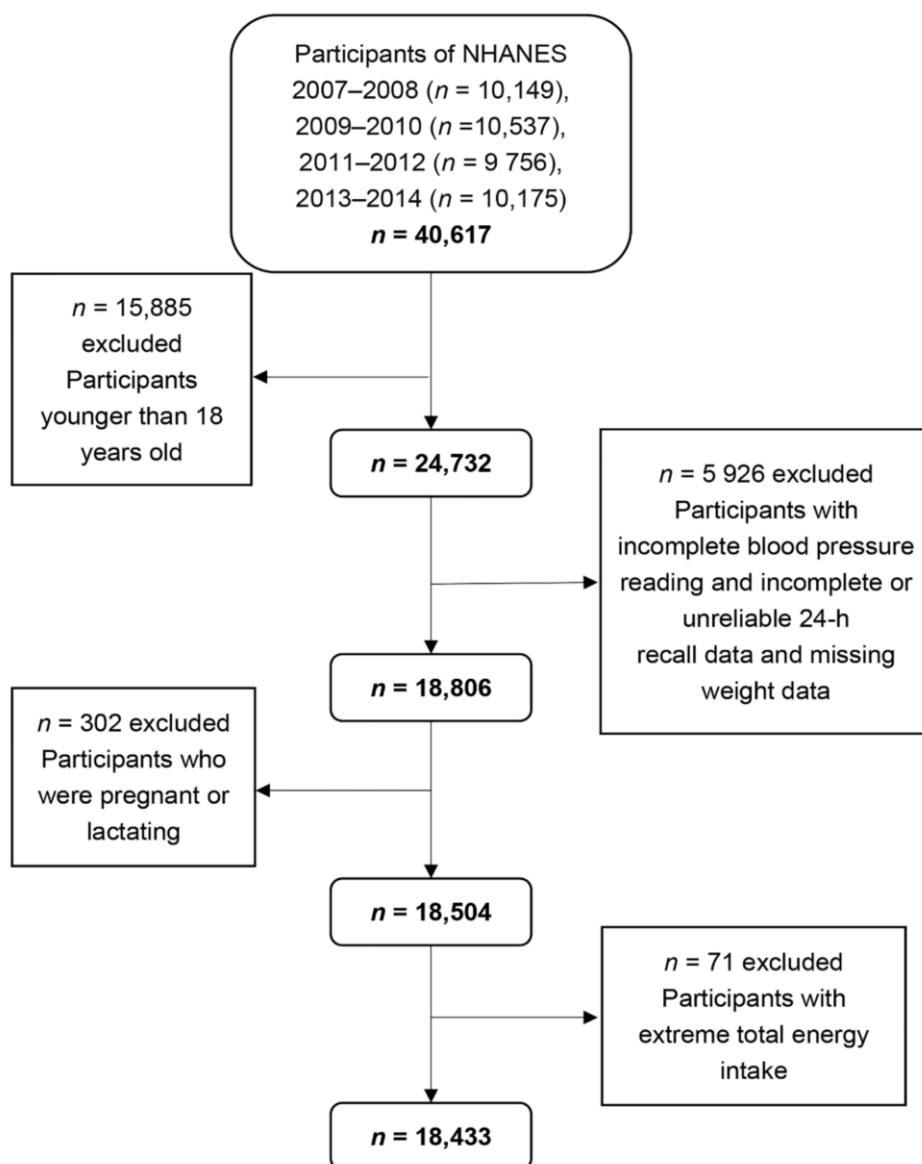 Participants of NHANES
2007–2008 (n = 10,149),
2009–2010 (n =10,537),
2011–2012 (n = 9 756),
2013–2014 (n = 10,175)
n = 40,617
n = 15,885
excluded
Participants
younger than 18
years old
n = 24,732
n = 5 926 excluded
Participants with
incomplete blood pressure
reading and incomplete or
unreliable 24-h
recall data and missing
weight data
n = 18,806
n = 302 excluded
Participants who
were pregnant or
lactating
n = 18,504
n = 71 excluded
Participants with
extreme total energy
intake
n = 18,433